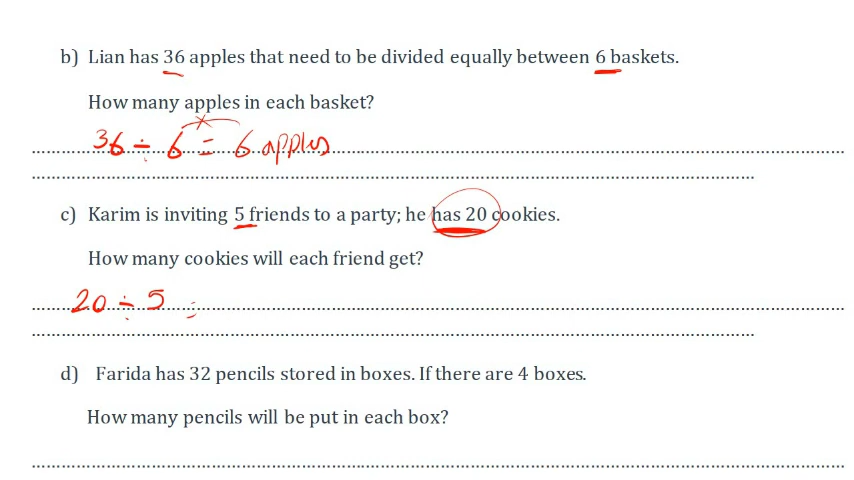 b) Lian has 36 apples that need to be divided equally between 6 baskets.
How many apples in each basket?
36 ÷ 6 = 6 apples
c) Karim is inviting 5 friends to a party; he has 20 cookies.
How many cookies will each friend get?
20 ÷ 5 =
d) Farida has 32 pencils stored in boxes. If there are 4 boxes.
How many pencils will be put in each box?